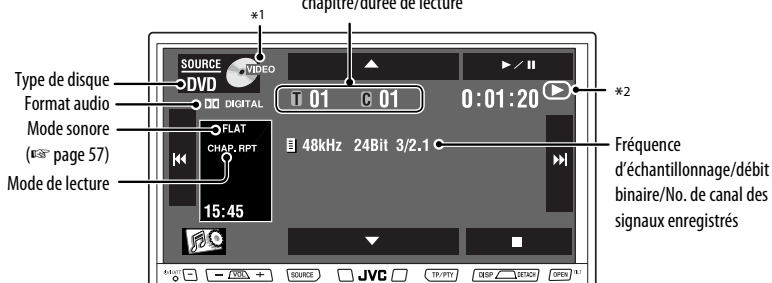 chapitre/durée de lecture
*1
SOURCE
VIDEO
DVD
DIGITAL
T 01 C 01
0:01:20
*2
Type de disque
Format audio
Mode sonore
(☞ page 57)
Mode de lecture
FLAT
CHAP. RPT
48kHz 24Bit 3/2.1
Fréquence
d'échantillonnage/débit
binaire/No. de canal des
signaux enregistrés
15:45
– VOL +
SOURCE
JVC
TP/PTY
DISP
DETACH
OPEN